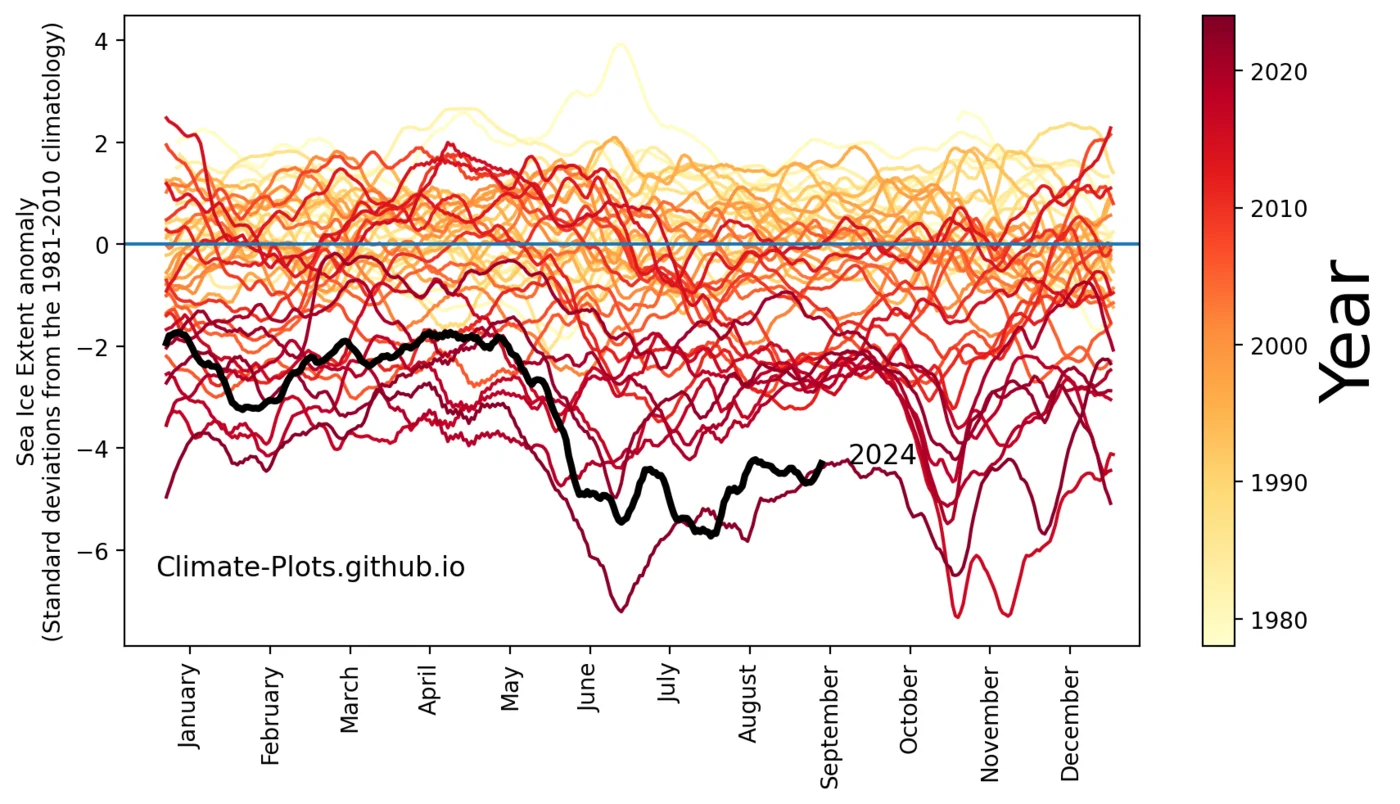 Sea Ice Extent anomaly
(Standard deviations from the 1981-2010 climatology)
4
2
0
−2
−4
−6
2024
Climate-Plots.github.io
January
February
March
April
May
June
July
August
September
October
November
December
2020
2010
2000
1990
1980
Year